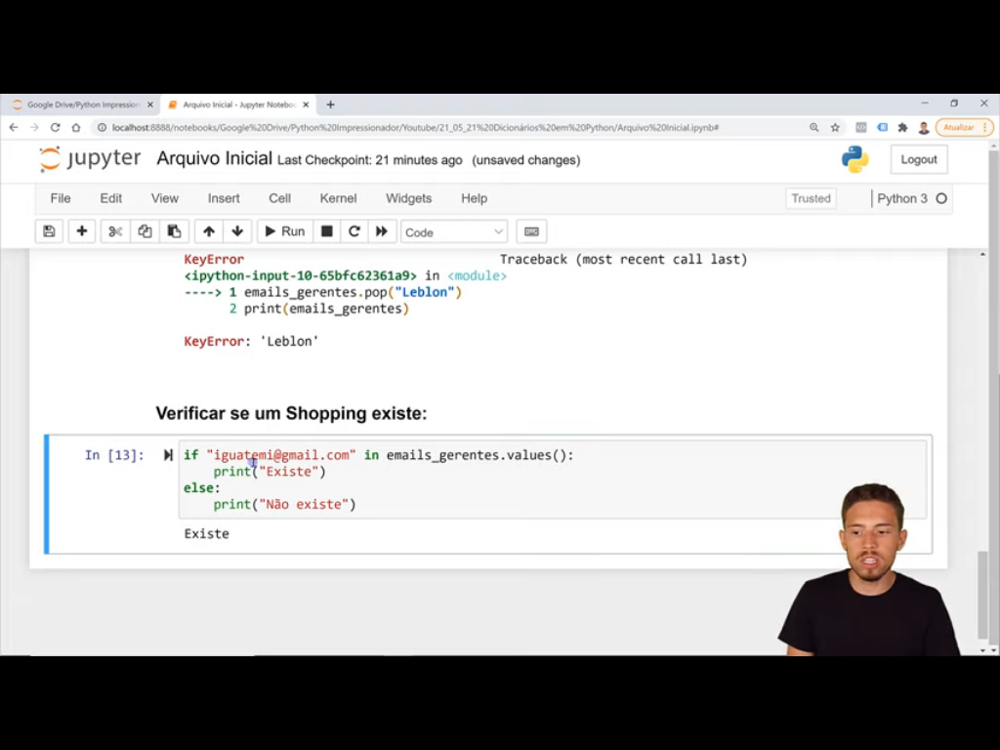 Google Drive/Python Impression
Arquivo Inicial - Jupyter Noteboo
localhost:8888/notebooks/Google%20Drive/Python%20Impressionador/Youtube/21_05_21%20Dicionários%20em%20Python/Arquivo%20Inicial.ipynb#
Atualizar
jupyter Arquivo Inicial Last Checkpoint: 21 minutes ago (unsaved changes)
Logout
File Edit View Insert Cell Kernel Widgets Help
Trusted
Python 3
Run
Code
KeyError Traceback (most recent call last)
<ipython-input-10-65bfc62361a9> in <module>
----> 1 emails_gerentes.pop("Leblon")
2 print(emails_gerentes)
KeyError: 'Leblon'
Verificar se um Shopping existe:
In [13]: if "iguatemi@gmail.com" in emails_gerentes.values():
print("Existe")
else:
print("Não existe")
Existe